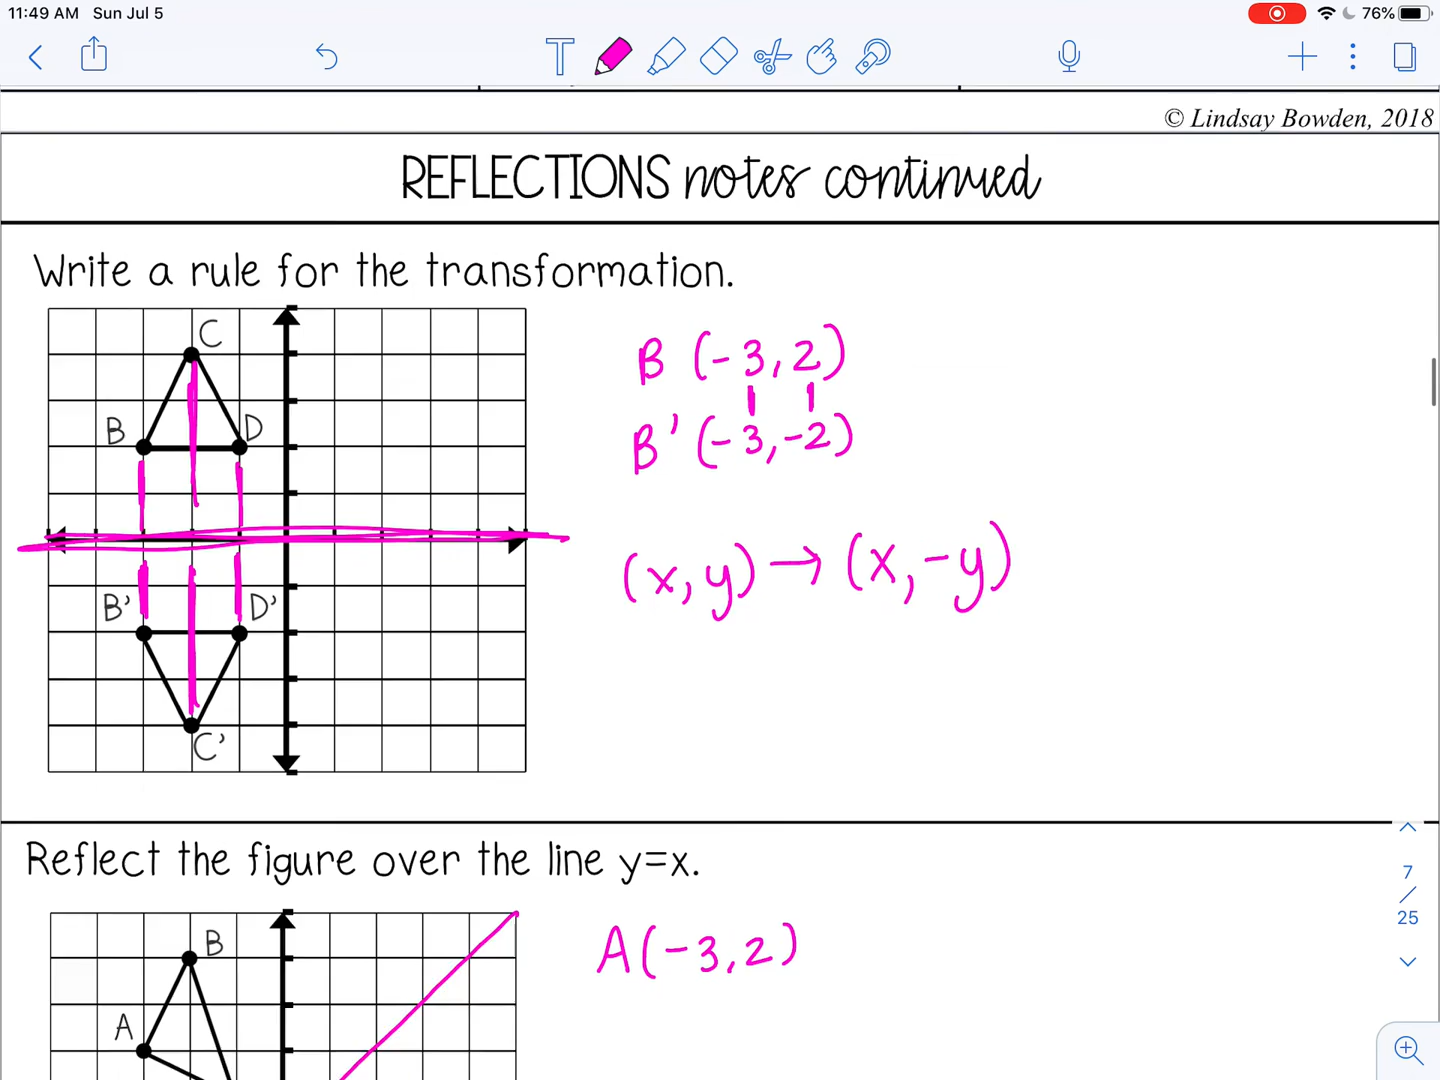 11:49 AM Sun Jul 5
76%
T
© Lindsay Bowden, 2018
REFLECTIONS notes continued
Write a rule for the transformation.
C
B
D
B'
D'
C'
B (-3, 2)
B' (-3, -2)
(x, y) → (x, -y)
7
/
25
Reflect the figure over the line y=x.
B
A
A (-3, 2)